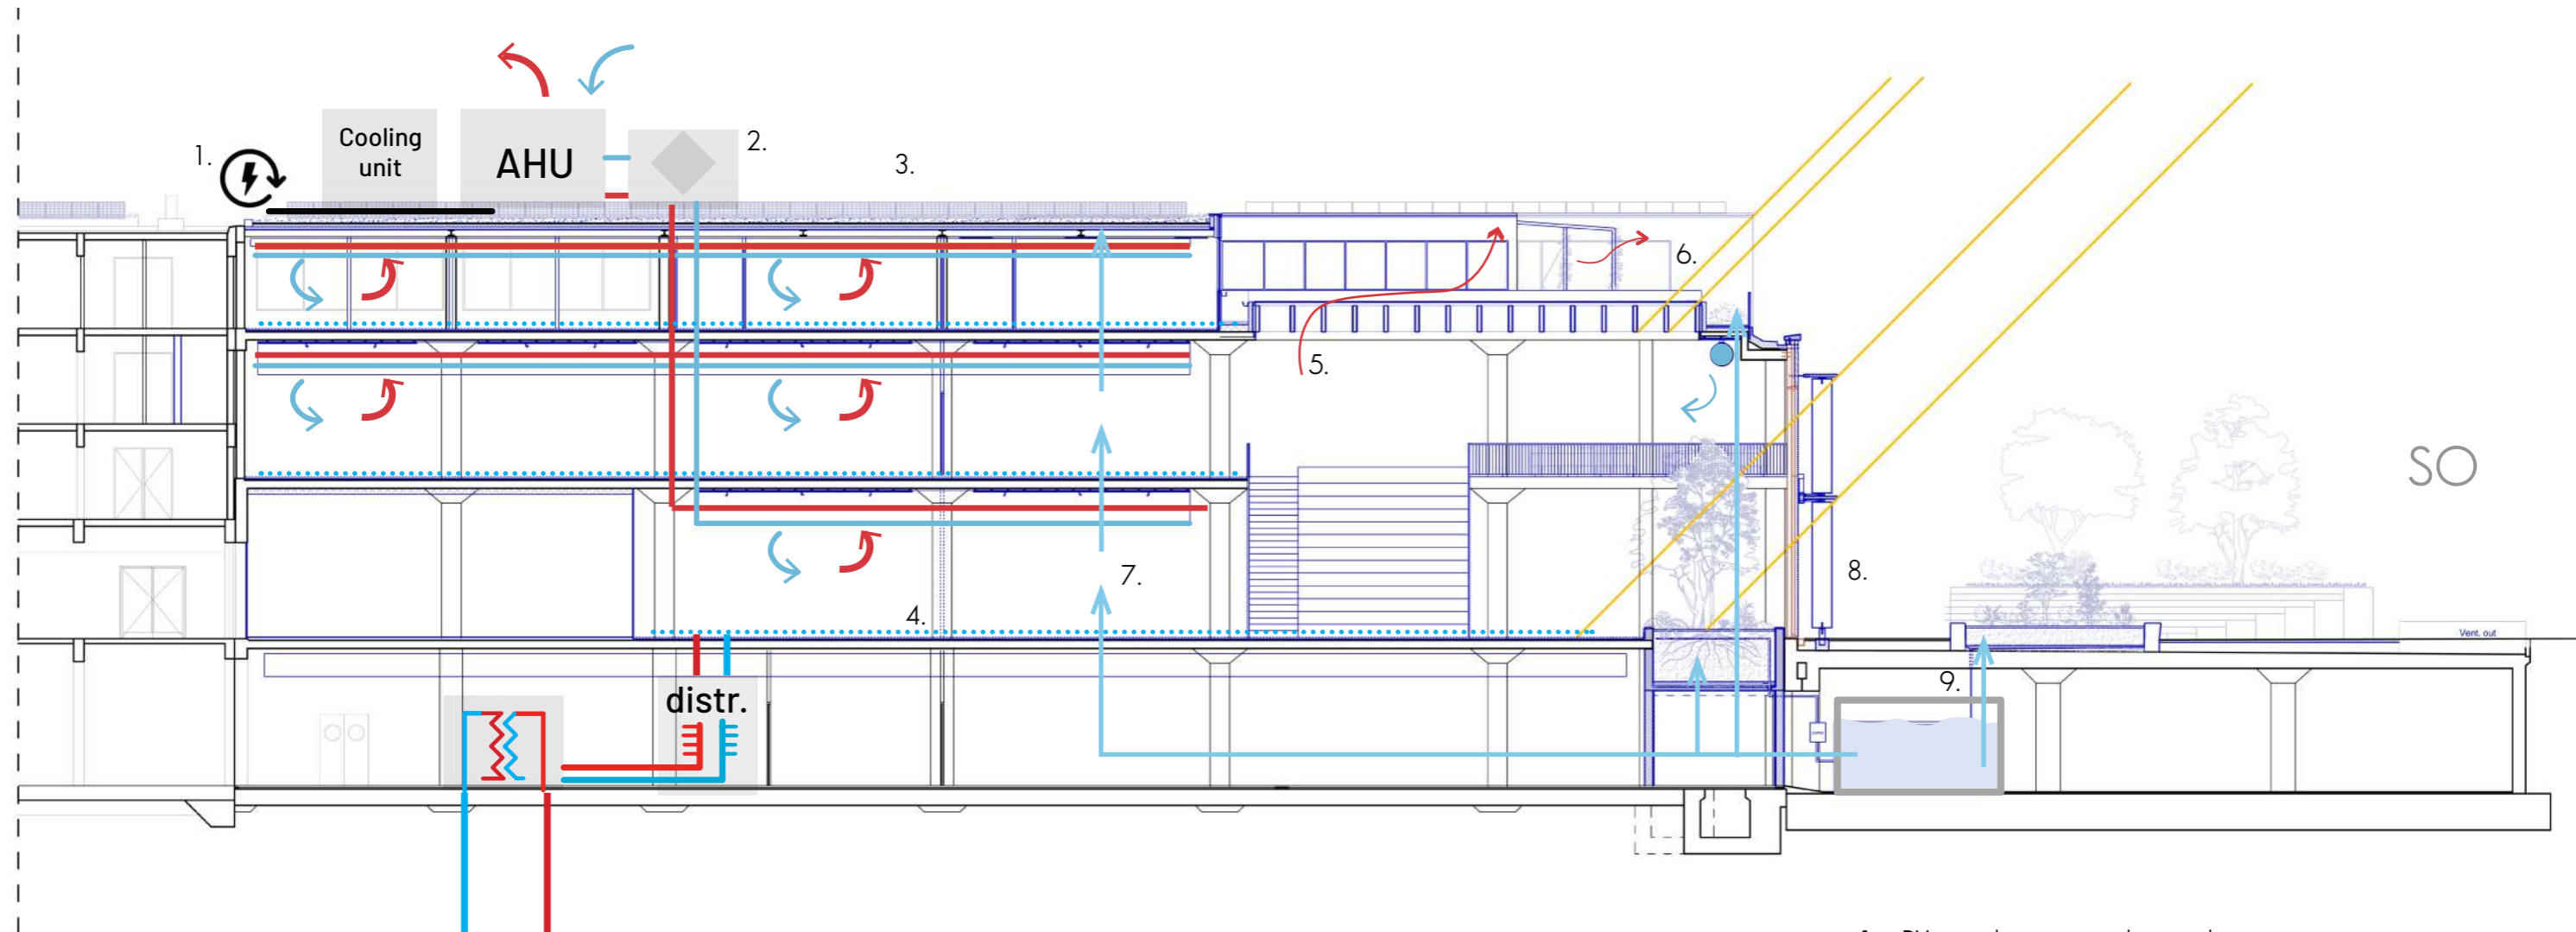 1.
Cooling
unit
AHU
2.
3.
6.
5.
SO
7.
8.
4.
Vent. out
9.
distr.